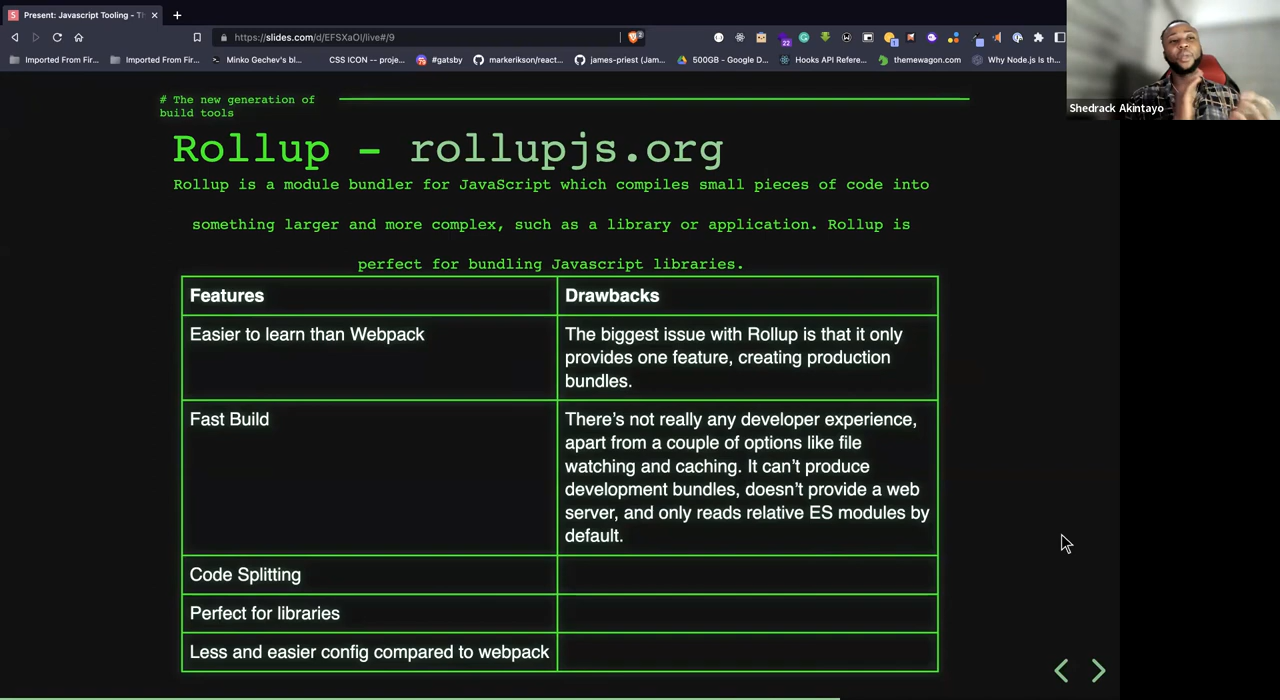 Present: Javascript Tooling - Th
https://slides.com/d/EFSXaOI/live#/9
2
22
1
Imported From Fir...
Imported From Fir...
Minko Gechev's bl...
CSS ICON -- proje...
#gatsby
markerikson/react...
james-priest (Jam...
500GB - Google D...
Hooks API Refere...
themewagon.com
Why Node.js Is th...
Shedrack Akintayo
# The new generation of
build tools
Rollup - rollupjs.org
Rollup is a module bundler for JavaScript which compiles small pieces of code into
something larger and more complex, such as a library or application. Rollup is
perfect for bundling Javascript libraries.
Features
Drawbacks
Easier to learn than Webpack
The biggest issue with Rollup is that it only
provides one feature, creating production
bundles.
Fast Build
There's not really any developer experience,
apart from a couple of options like file
watching and caching. It can't produce
development bundles, doesn't provide a web
server, and only reads relative ES modules by
default.
Code Splitting
Perfect for libraries
Less and easier config compared to webpack